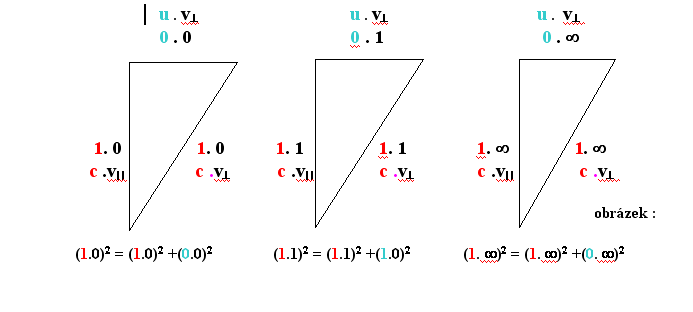 u . v⊥ u . v⊥ u . v⊥
0 . 0 0 . 1 0 . ∞
1. 0 1. 0 1. 1 1. 1 1. ∞ 1. ∞
c .v|| c .v⊥ c .v|| c .v⊥ c .v|| c .v⊥
obrázek :
(1.0)² = (1.0)² +(0.0)² (1.1)² = (1.1)² +(1.0)² (1. ∞)² = (1. ∞)² +(0. ∞)²